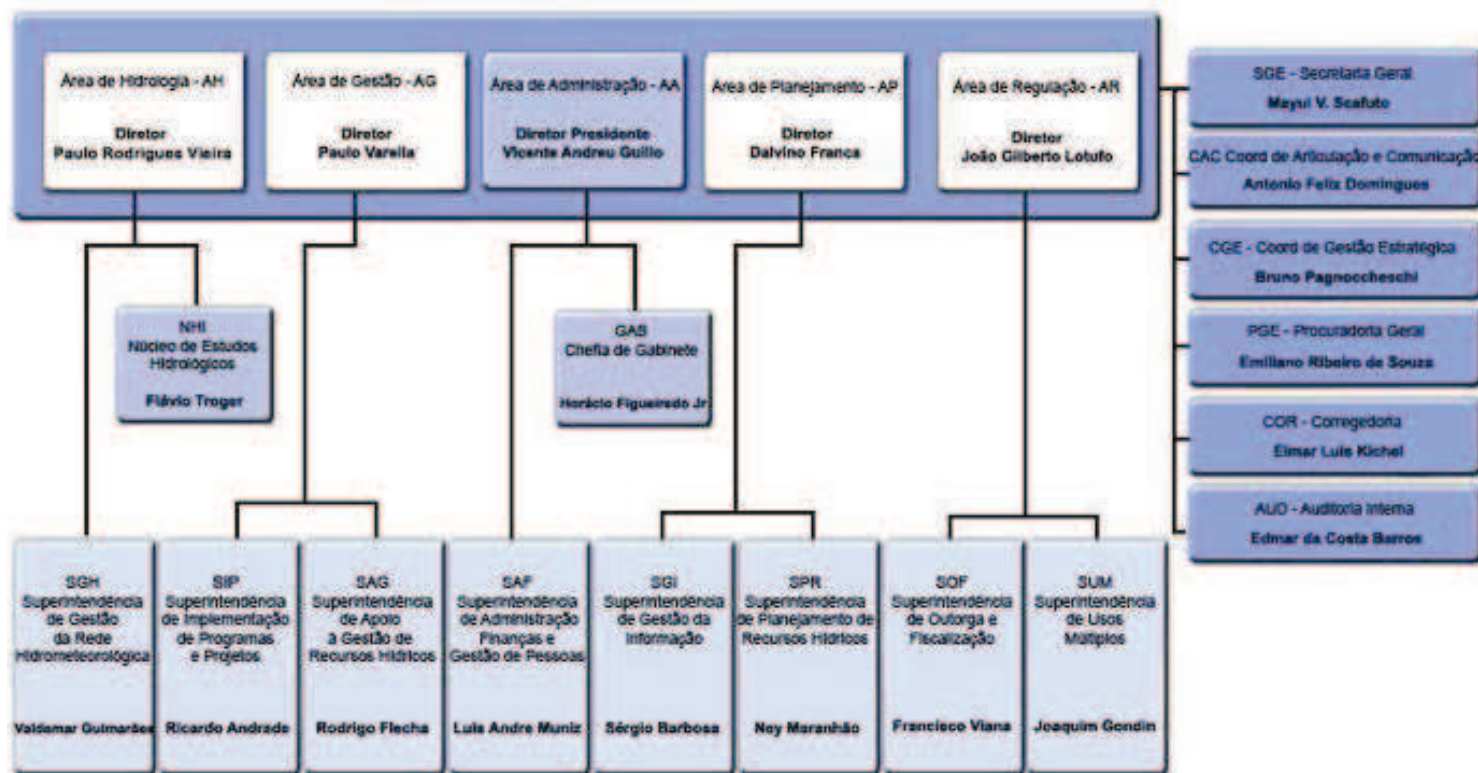 Área de Hidrologia - AH
Diretor
Paulo Rodrigues Vieira
Área de Gestão - AG
Diretor
Paulo Varella
Área de Administração - AA
Diretor Presidente
Vicente Andreu Guillo
Área de Planejamento - AP
Diretor
Dalvino Franca
Área de Regulação - AR
Diretor
João Gilberto Lotufo
SGE - Secretaria Geral
Mayui V. Scafuto
CAC Coord de Articulação e Comunicação
Antonio Felix Domingues
CGE - Coord de Gestão Estratégica
Bruno Pagnoccheschi
PGE - Procuradoria Geral
Emiliano Ribeiro de Souza
COR - Corregedoria
Elmar Luis Kichel
AUD - Auditoria Interna
Edmar da Costa Barros
NHI
Núcleo de Estudos
Hidrológicos
Flávio Troger
GAB
Chefia de Gabinete
Horácio Figueiredo Jr
SGH
Superintendência
de Gestão
da Rede
Hidrometeorológica
Valdemar Guimarães
SIP
Superintendência
de Implementação
de Programas
e Projetos
Ricardo Andrade
SAG
Superintendência
de Apoio
à Gestão de
Recursos Hídricos
Rodrigo Flecha
SAF
Superintendência
de Administração
Finanças e
Gestão de Pessoas
Luis Andre Muniz
SGI
Superintendência
de Gestão da
Informação
Sérgio Barbosa
SPR
Superintendência
de Planejamento de
Recursos Hídricos
Ney Maranhão
SOF
Superintendência
de Outorga e
Fiscalização
Francisco Viana
SUM
Superintendência
de Usos
Múltiplos
Joaquim Gondin